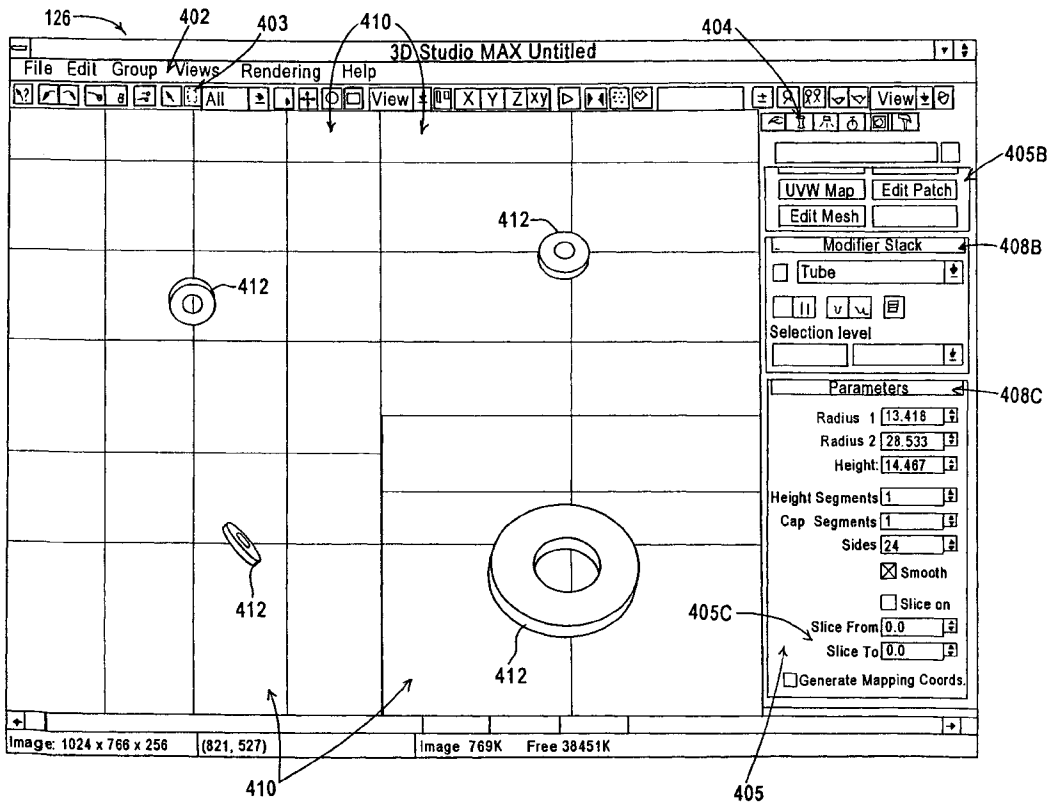 126
402
403
410
404
3D Studio MAX Untitled
File Edit Group Views Rendering Help
All View X Y Z XY View
405B
UVW Map Edit Patch
Edit Mesh
408B
Modifier Stack
Tube
Selection level
412
412
408C
Parameters
Radius 1 13.418
Radius 2 28.533
Height: 14.467
Height Segments 1
Cap Segments 1
Sides 24
Smooth
Slice on
405C
Slice From 0.0
Slice To 0.0
Generate Mapping Coords.
412
412
Image: 1024 x 766 x 256 (821, 527) Image 769K Free 38451K
410
405